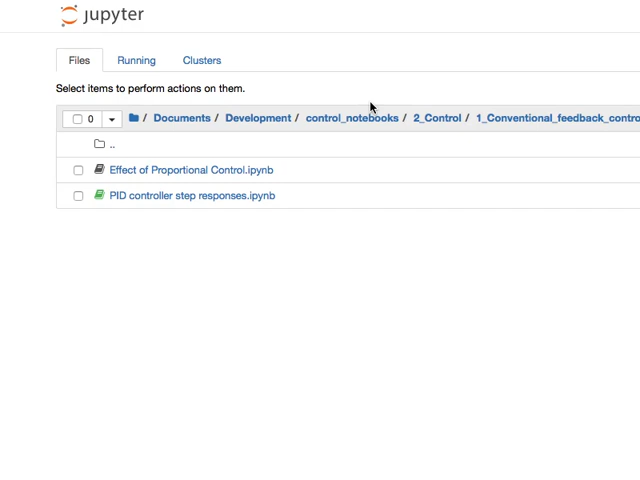 jupyter
Files Running Clusters
Select items to perform actions on them.
0 / Documents / Development / control_notebooks / 2_Control / 1_Conventional_feedback_contro
..
Effect of Proportional Control.ipynb
PID controller step responses.ipynb